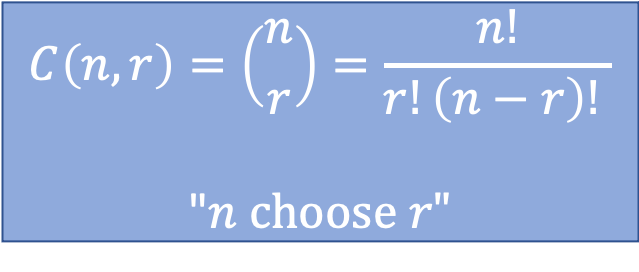 C(n, r) = (n r) = n! / r! (n − r)!
"n choose r"